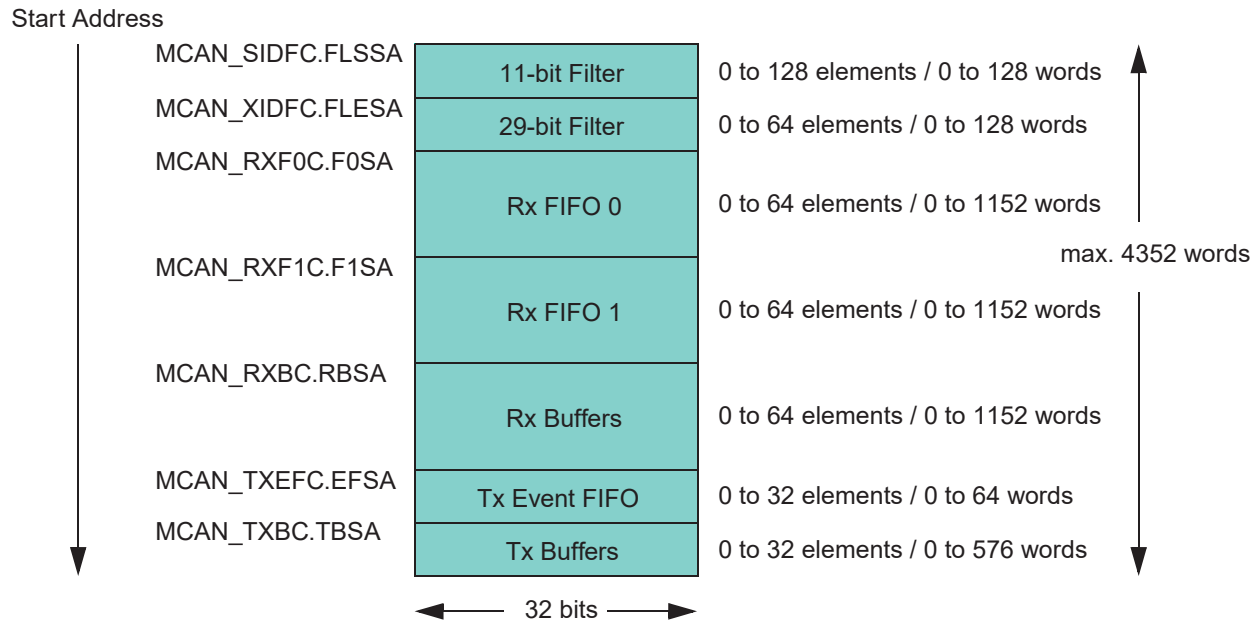 Start Address
MCAN_SIDFC.FLSSA
11-bit Filter
0 to 128 elements / 0 to 128 words
MCAN_XIDFC.FLESA
29-bit Filter
0 to 64 elements / 0 to 128 words
MCAN_RXF0C.F0SA
Rx FIFO 0
0 to 64 elements / 0 to 1152 words
max. 4352 words
MCAN_RXF1C.F1SA
Rx FIFO 1
0 to 64 elements / 0 to 1152 words
MCAN_RXBC.RBSA
Rx Buffers
0 to 64 elements / 0 to 1152 words
MCAN_TXEFC.EFSA
Tx Event FIFO
0 to 32 elements / 0 to 64 words
MCAN_TXBC.TBSA
Tx Buffers
0 to 32 elements / 0 to 576 words
32 bits